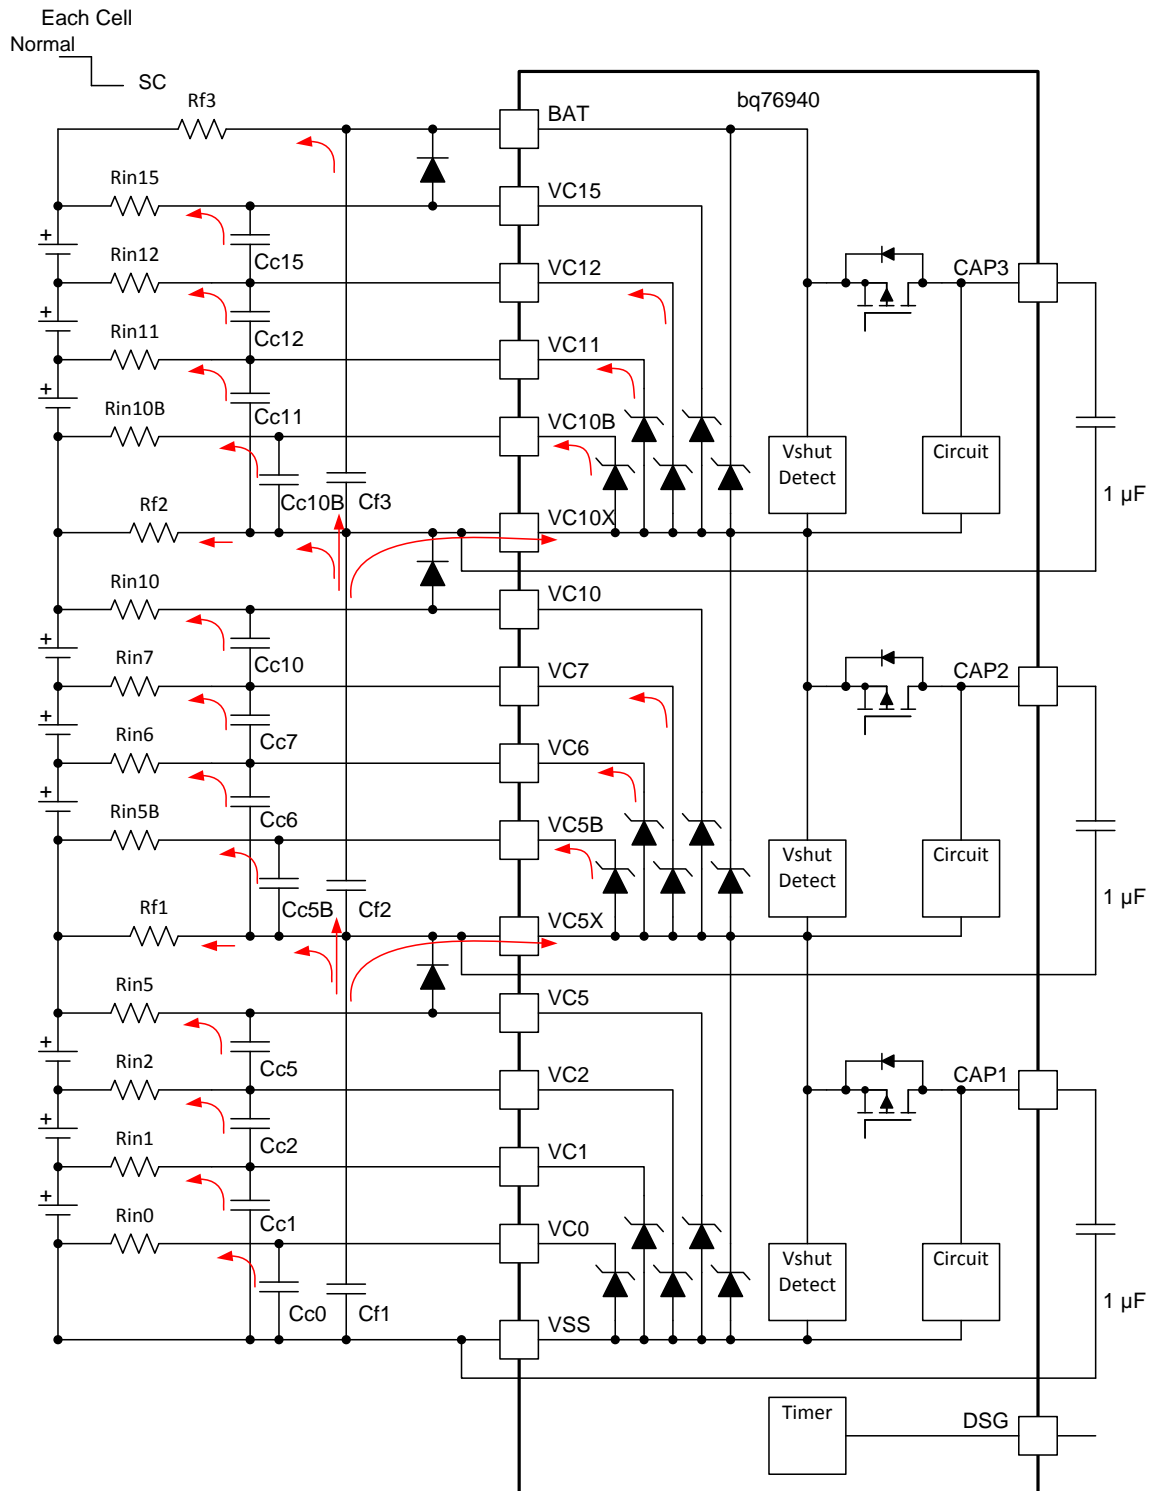 Each Cell
Normal
SC
Rf3
BAT
bq76940
Rin15
VC15
Cc15
Rin12
VC12
CAP3
Cc12
Rin11
VC11
Cc11
Rin10B
VC10B
Vshut
Detect
Circuit
Cc10B
Cf3
1 µF
Rf2
VC10X
Rin10
VC10
Cc10
Rin7
VC7
CAP2
Cc7
Rin6
VC6
Cc6
Rin5B
VC5B
Vshut
Detect
Circuit
Cc5B
Cf2
1 µF
Rf1
VC5X
Rin5
VC5
Cc5
Rin2
VC2
CAP1
Cc2
Rin1
VC1
Cc1
Rin0
VC0
Vshut
Detect
Circuit
Cc0
Cf1
1 µF
VSS
Timer
DSG
+
+
+
+
+
+
+
+
+